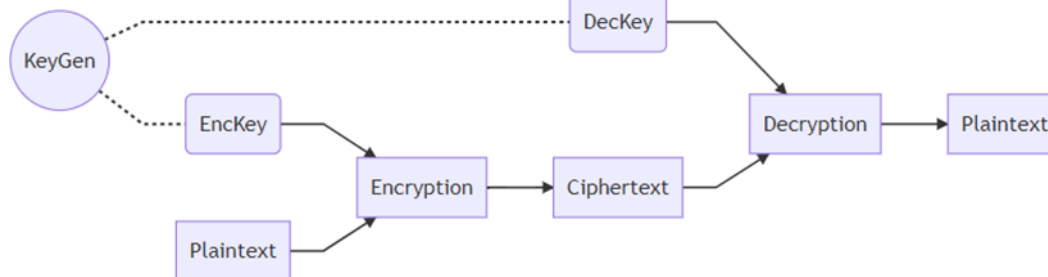 DecKey
KeyGen
EncKey
Decryption
Plaintext
Encryption
Ciphertext
Plaintext